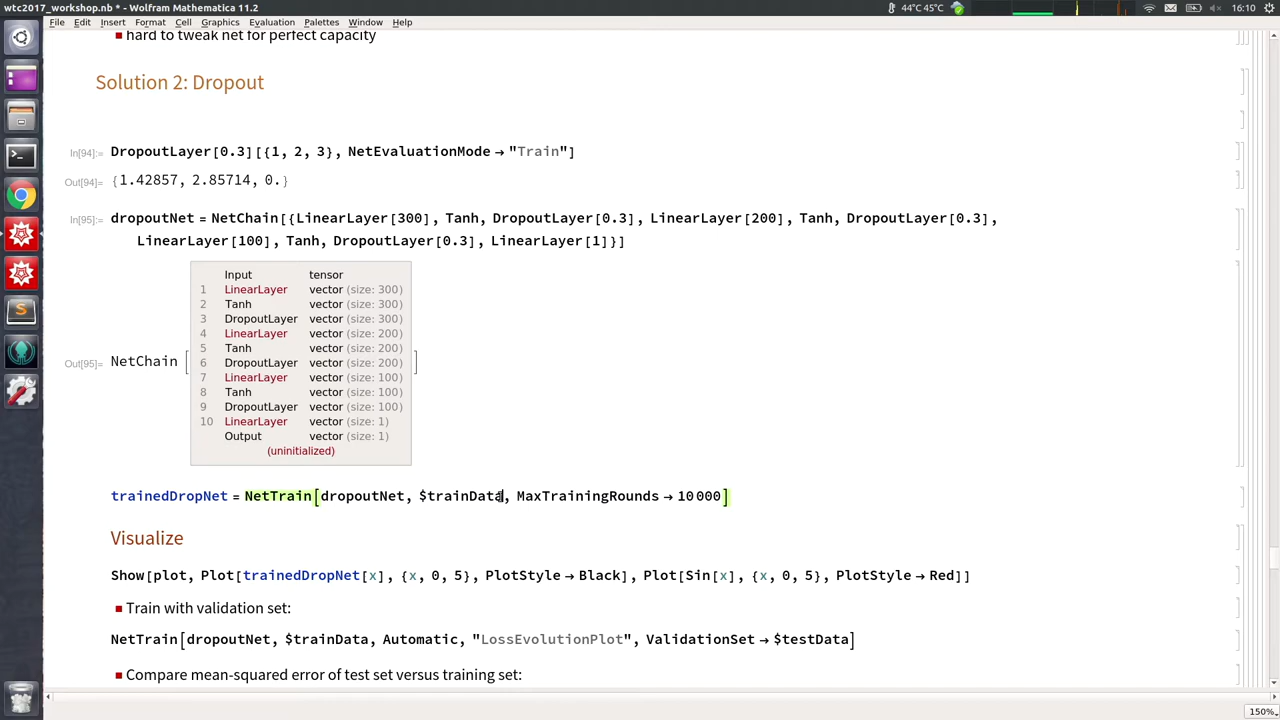 wtc2017_workshop.nb * - Wolfram Mathematica 11.2
44°C 45°C
16:10
File Edit Insert Format Cell Graphics Evaluation Palettes Window Help
hard to tweak net for perfect capacity
Solution 2: Dropout
In[94]:= DropoutLayer[0.3][{1, 2, 3}, NetEvaluationMode → "Train"]
Out[94]= {1.42857, 2.85714, 0.}
In[95]:= dropoutNet = NetChain[{LinearLayer[300], Tanh, DropoutLayer[0.3], LinearLayer[200], Tanh, DropoutLayer[0.3],
LinearLayer[100], Tanh, DropoutLayer[0.3], LinearLayer[1]}]
Input tensor
1 LinearLayer vector (size: 300)
2 Tanh vector (size: 300)
3 DropoutLayer vector (size: 300)
4 LinearLayer vector (size: 200)
5 Tanh vector (size: 200)
Out[95]= NetChain [ ]
6 DropoutLayer vector (size: 200)
7 LinearLayer vector (size: 100)
8 Tanh vector (size: 100)
9 DropoutLayer vector (size: 100)
10 LinearLayer vector (size: 1)
Output vector (size: 1)
(uninitialized)
trainedDropNet = NetTrain[dropoutNet, $trainData, MaxTrainingRounds → 10000]
Visualize
Show[plot, Plot[trainedDropNet[x], {x, 0, 5}, PlotStyle → Black], Plot[Sin[x], {x, 0, 5}, PlotStyle → Red]]
Train with validation set:
NetTrain[dropoutNet, $trainData, Automatic, "LossEvolutionPlot", ValidationSet → $testData]
Compare mean-squared error of test set versus training set:
150%